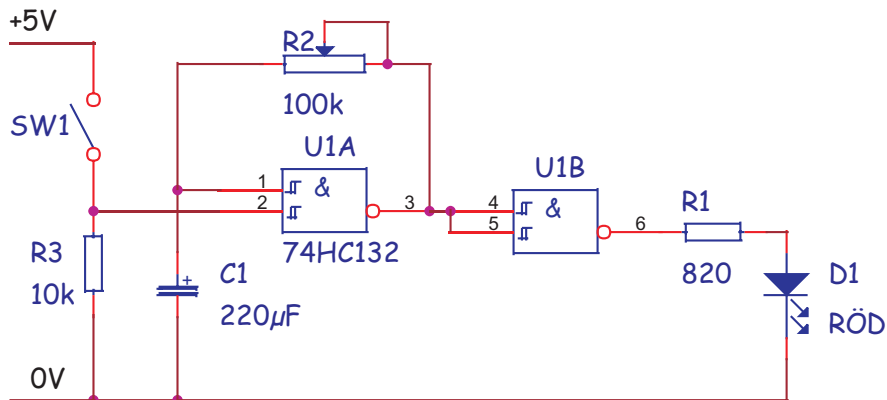 +5V
R2
100k
SW1
U1A
1
&
2
3
74HC132
U1B
4
&
5
6
R1
820
R3
10k
C1
+
220µF
D1
RÖD
0V